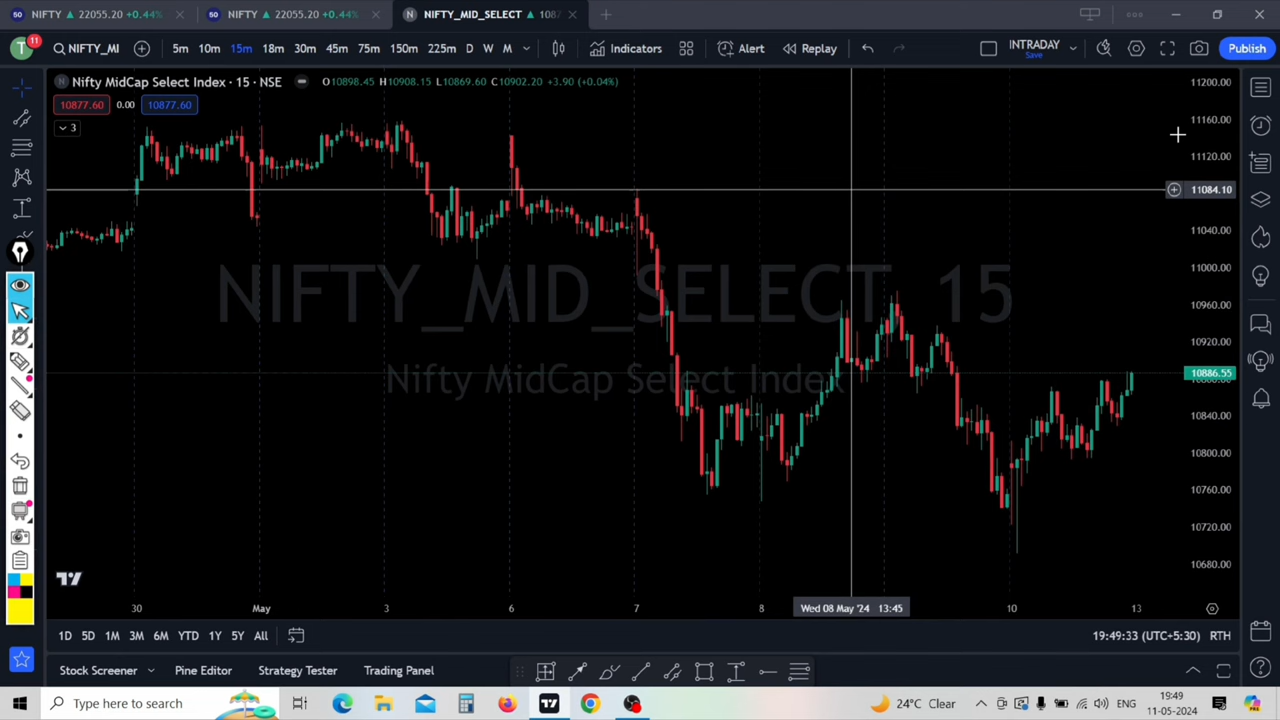 50 NIFTY ▲ 22055.20 +0.44%
50 NIFTY ▲ 22055.20 +0.44%
N NIFTY_MID_SELECT ▲ 1087
T 11 NIFTY_MI 5m 10m 15m 18m 30m 45m 75m 150m 225m D W M Indicators Alert Replay INTRADAY Save Publish
N Nifty MidCap Select Index · 15 · NSE O10898.45 H10908.15 L10869.60 C10902.20 +3.90 (+0.04%)
10877.60 0.00 10877.60
3
NIFTY_MID_SELECT, 15
Nifty MidCap Select Index
11200.00
11160.00
11120.00
11084.10
11040.00
11000.00
10960.00
10920.00
10886.55
10840.00
10800.00
10760.00
10720.00
10680.00
30 May 3 6 7 8 Wed 08 May '24 13:45 10 13
1D 5D 1M 3M 6M YTD 1Y 5Y All 19:49:33 (UTC+5:30) RTH
Stock Screener Pine Editor Strategy Tester Trading Panel
Type here to search 24°C Clear ENG 19:49
11-05-2024